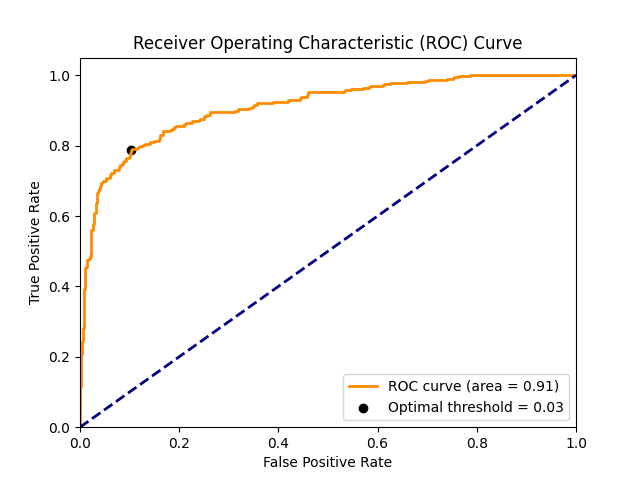 Receiver Operating Characteristic (ROC) Curve
1.0
0.8
0.6
0.4
0.2
0.0
True Positive Rate
ROC curve (area = 0.91)
Optimal threshold = 0.03
0.0 0.2 0.4 0.6 0.8 1.0
False Positive Rate